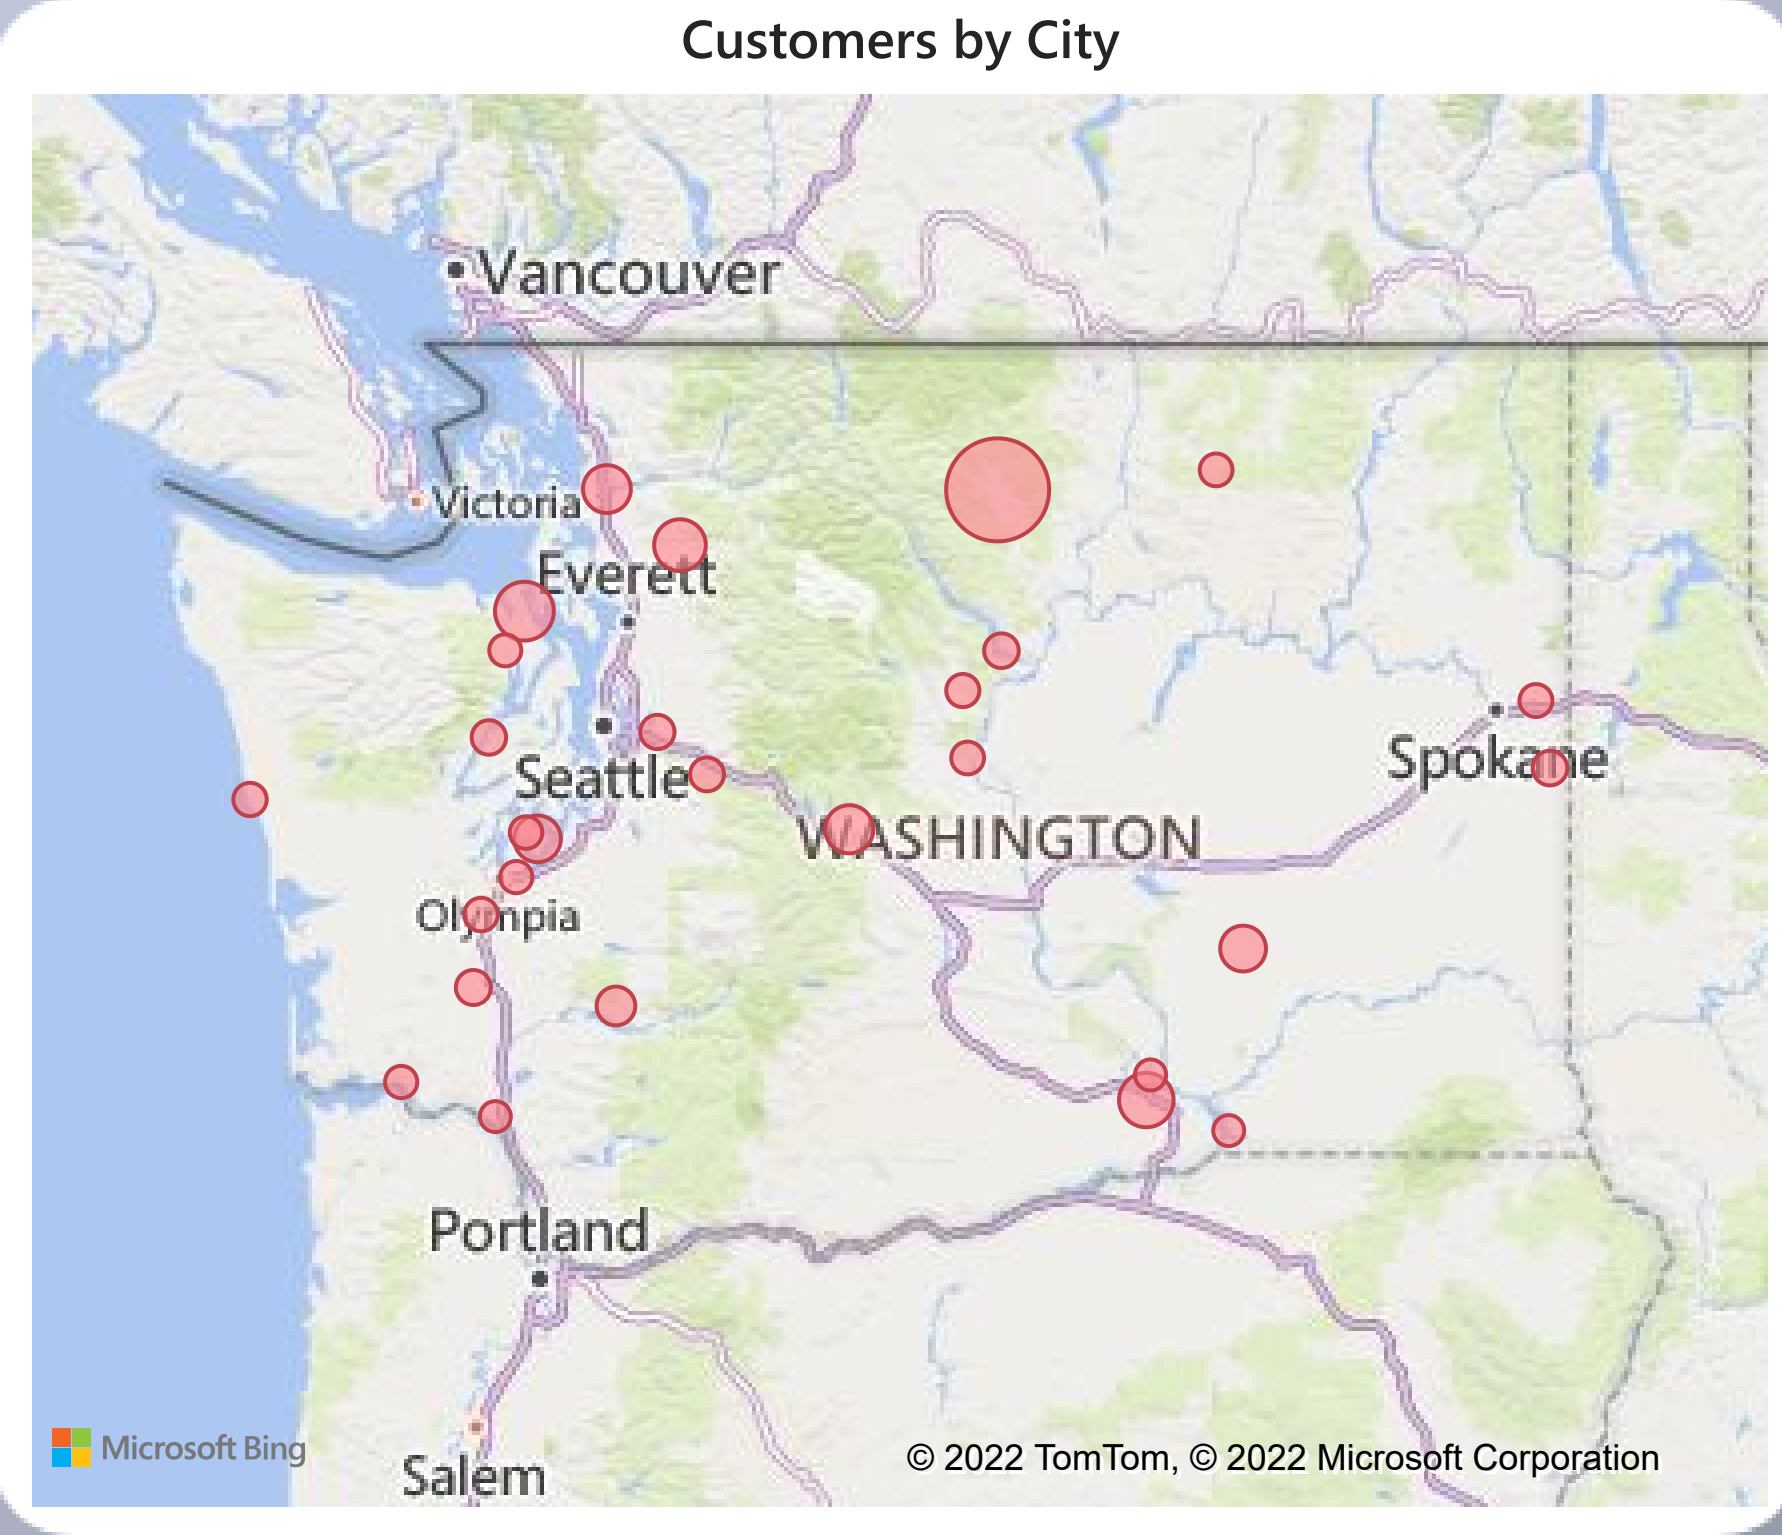 Customers by City
Vancouver
Victoria
Everett
Seattle
Spokane
WASHINGTON
Olympia
Portland
Salem
Microsoft Bing
© 2022 TomTom, © 2022 Microsoft Corporation